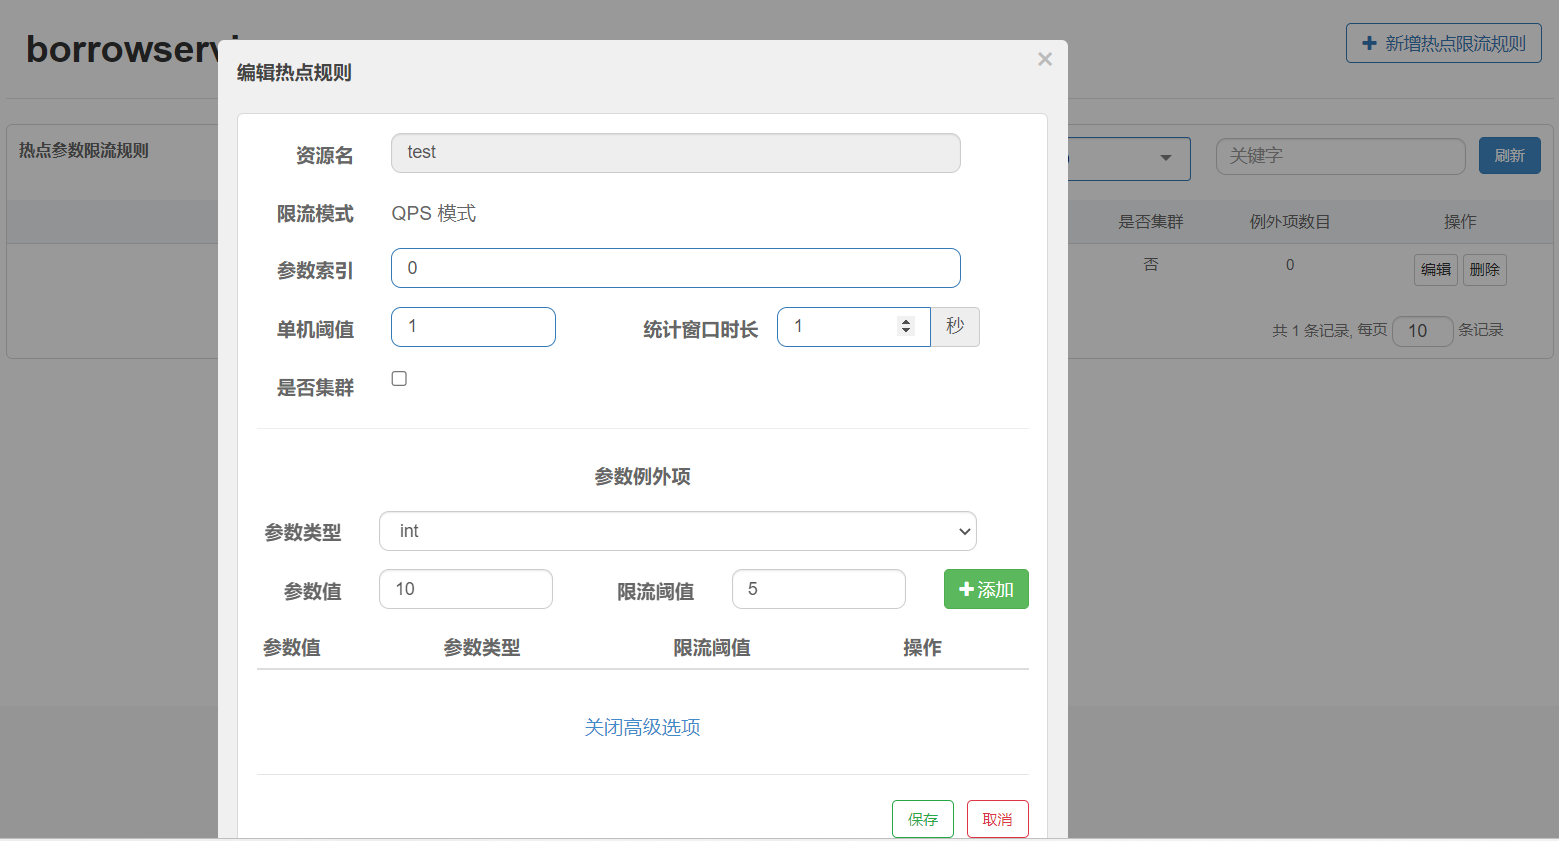 borrowserv
新增热点限流规则
编辑热点规则
×
热点参数限流规则
关键字
刷新
是否集群 例外项数目 操作
否 0 编辑 删除
共 1 条记录, 每页 10 条记录
资源名 test
限流模式 QPS 模式
参数索引 0
单机阈值 1 统计窗口时长 1 秒
是否集群
参数例外项
参数类型 int
参数值 10 限流阈值 5 添加
参数值 参数类型 限流阈值 操作
关闭高级选项
保存 取消